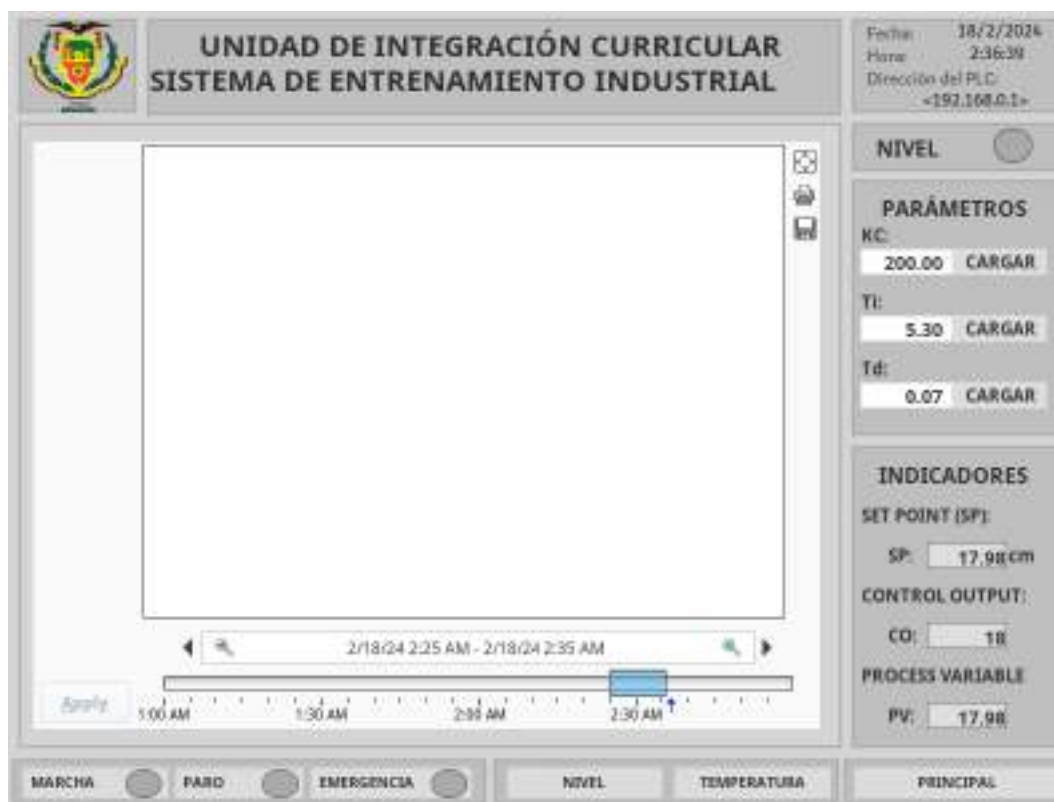 UNIDAD DE INTEGRACIÓN CURRICULAR
SISTEMA DE ENTRENAMIENTO INDUSTRIAL
Fecha: 18/2/2024
Hora: 2:36:39
Dirección del PLC:
<192.168.0.1>
NIVEL
PARÁMETROS
KC:
200.00 CARGAR
Ti:
5.30 CARGAR
Td:
0.07 CARGAR
INDICADORES
SET POINT (SP):
SP: 17.98 cm
CONTROL OUTPUT:
CO: 18
PROCESS VARIABLE
PV: 17.98
2/18/24 2:25 AM - 2/18/24 2:35 AM
Apply
1:00 AM 1:30 AM 2:00 AM 2:30 AM
MARCHA PARO EMERGENCIA NIVEL TEMPERATURA PRINCIPAL